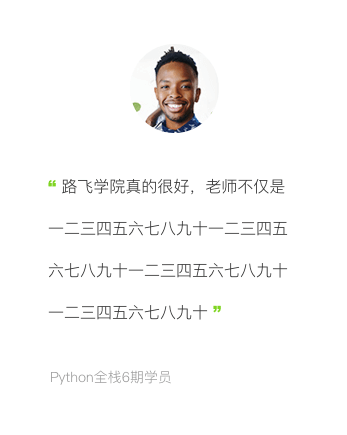 ❝ 路飞学院真的很好，老师不仅是
一二三四五六七八九十一二三四五
六七八九十一二三四五六七八九十
一二三四五六七八九十 ❞
Python全栈6期学员